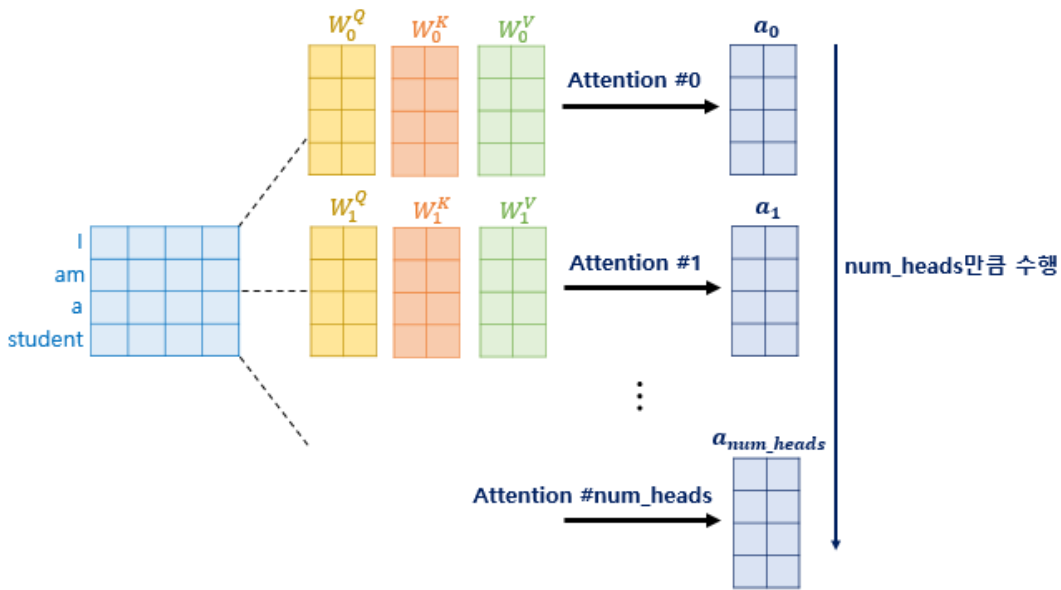 W_0^Q W_0^K W_0^V a_0
Attention #0
W_1^Q W_1^K W_1^V a_1
I
am
a
student
Attention #1
num_heads만큼 수행
⋮
a_num_heads
Attention #num_heads